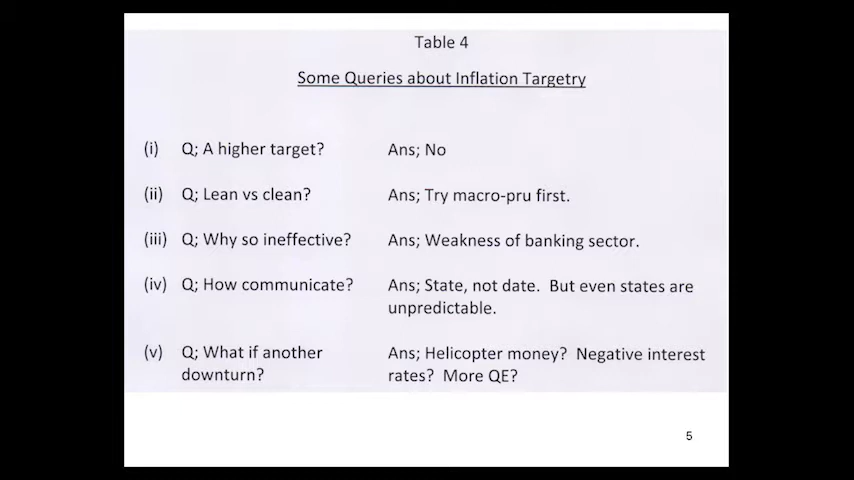 Table 4
Some Queries about Inflation Targetry
(i) Q; A higher target? Ans; No
(ii) Q; Lean vs clean? Ans; Try macro-pru first.
(iii) Q; Why so ineffective? Ans; Weakness of banking sector.
(iv) Q; How communicate? Ans; State, not date. But even states are
unpredictable.
(v) Q; What if another Ans; Helicopter money? Negative interest
downturn? rates? More QE?
5